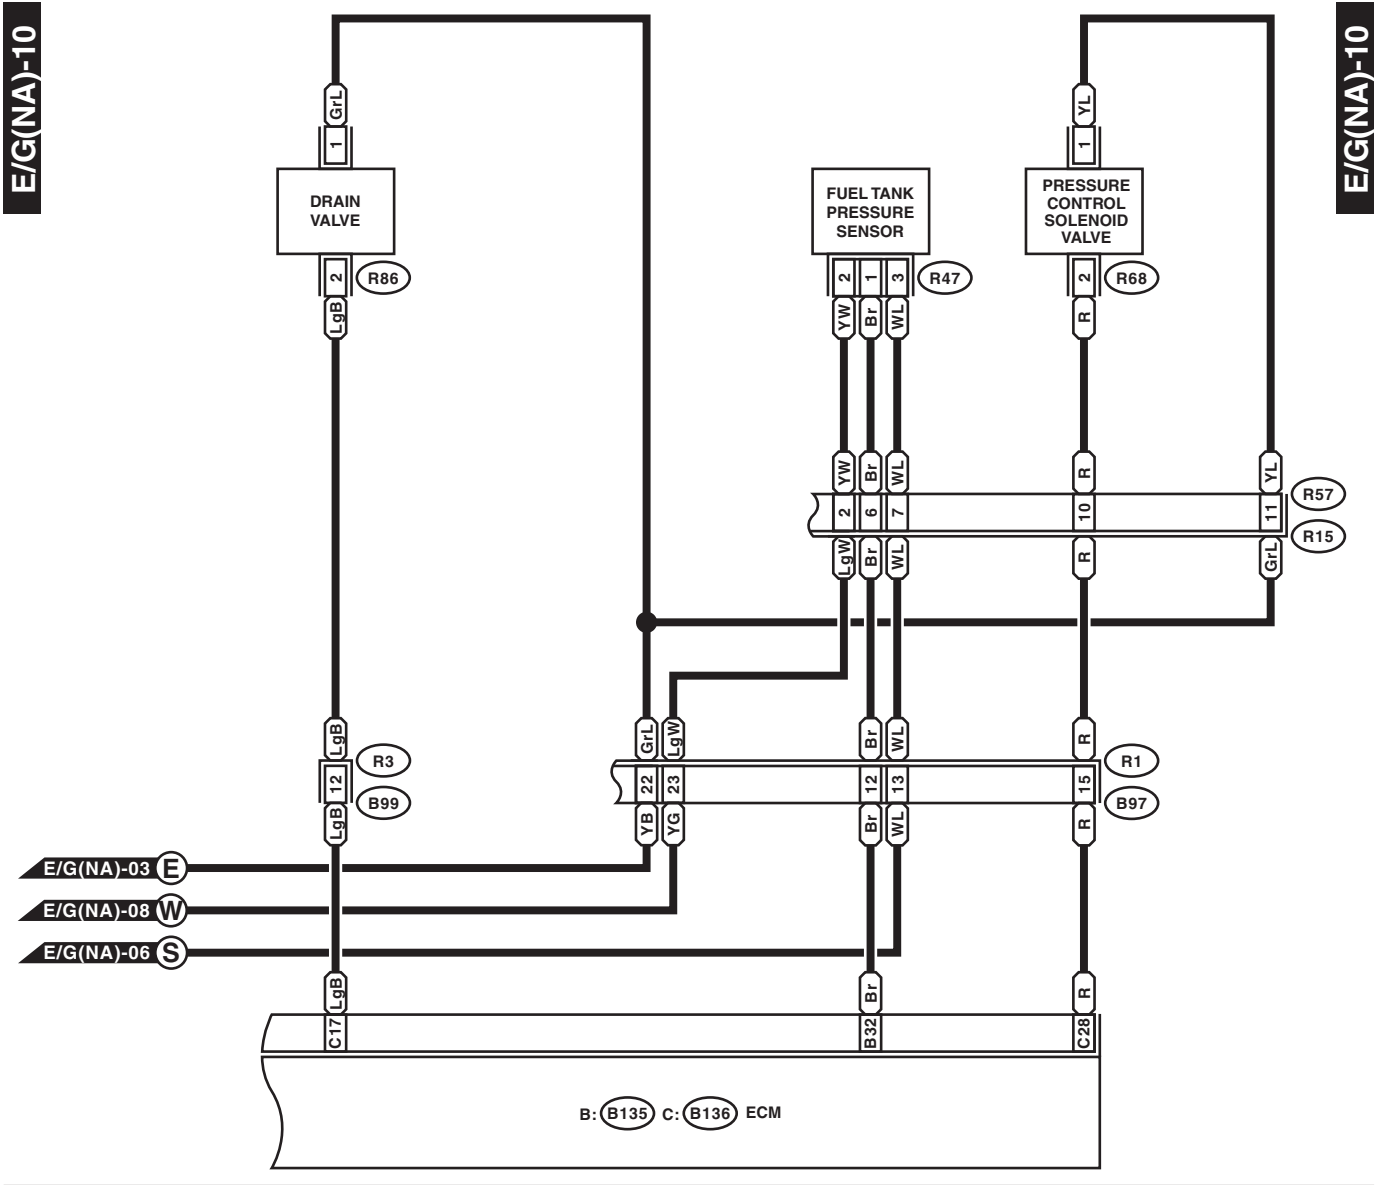 E/G(NA)-10
E/G(NA)-10
GrL
YL
1
1
DRAIN
VALVE
FUEL TANK
PRESSURE
SENSOR
PRESSURE
CONTROL
SOLENOID
VALVE
2
R86
2
1
3
R47
2
R68
LgB
YW
Br
WL
R
YW
Br
WL
R
YL
R57
2
6
7
10
11
R15
LgW
Br
WL
R
GrL
LgB
GrL
LgW
Br
WL
R
R3
R1
12
22
23
12
13
15
B99
B97
LgB
YB
YG
Br
WL
R
E/G(NA)-03 E
E/G(NA)-08 W
E/G(NA)-06 S
LgB
Br
R
C17
B32
C28
B: B135 C: B136 ECM